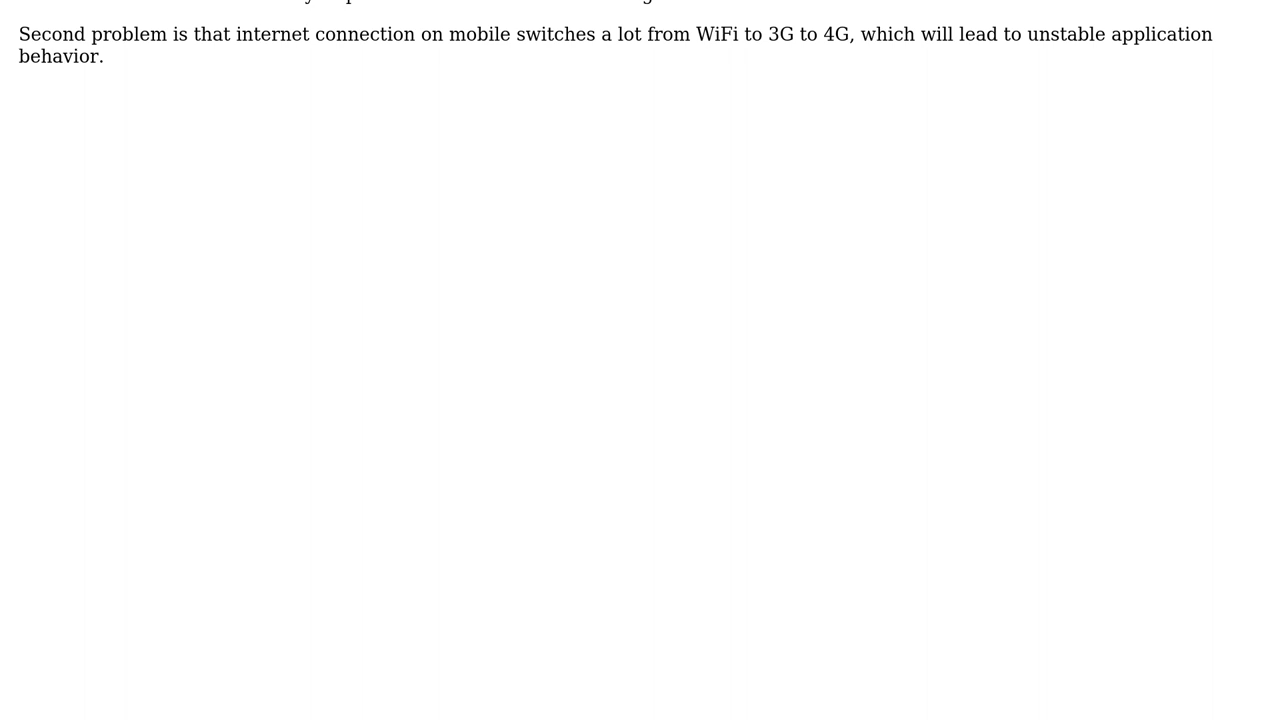 Second problem is that internet connection on mobile switches a lot from WiFi to 3G to 4G, which will lead to unstable application
behavior.